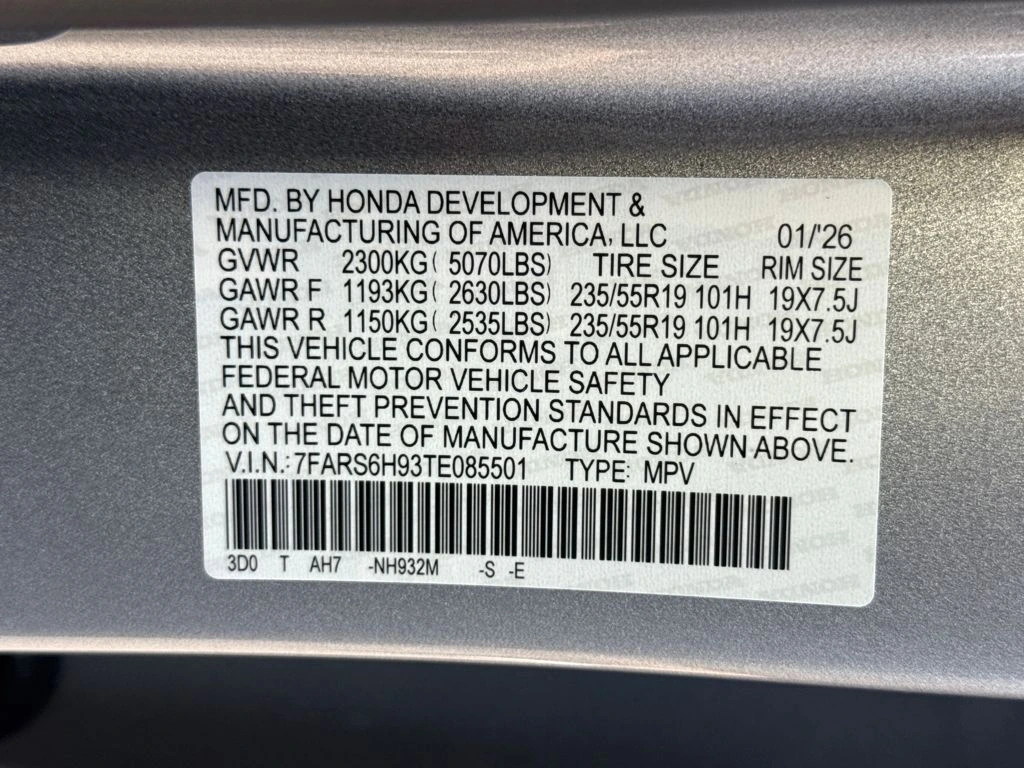 MFD. BY HONDA DEVELOPMENT &
MANUFACTURING OF AMERICA, LLC 01/'26
GVWR 2300KG( 5070LBS) TIRE SIZE RIM SIZE
GAWR F 1193KG( 2630LBS) 235/55R19 101H 19X7.5J
GAWR R 1150KG( 2535LBS) 235/55R19 101H 19X7.5J
THIS VEHICLE CONFORMS TO ALL APPLICABLE
FEDERAL MOTOR VEHICLE SAFETY
AND THEFT PREVENTION STANDARDS IN EFFECT
ON THE DATE OF MANUFACTURE SHOWN ABOVE.
V.I.N.:7FARS6H93TE085501 TYPE: MPV
3D0 T AH7 -NH932M -S -E